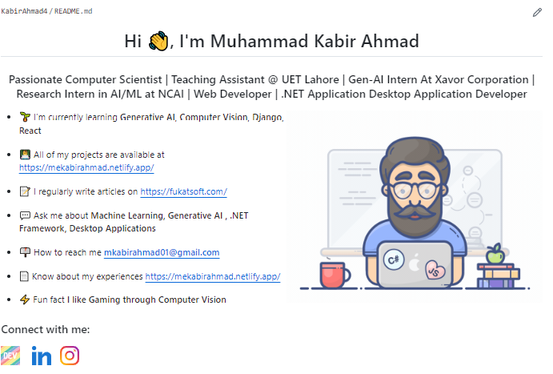 KabirAhmad4/README.md
Hi 👋, I'm Muhammad Kabir Ahmad
Passionate Computer Scientist | Teaching Assistant @ UET Lahore | Gen-AI Intern At Xavor Corporation |
Research Intern in AI/ML at NCAI | Web Developer | .NET Application Desktop Application Developer
🌱 I'm currently learning Generative AI, Computer Vision, Django,
React
👨‍💻 All of my projects are available at
https://mekabirahmad.netlify.app/
📝 I regularly write articles on https://fukatsoft.com/
💬 Ask me about Machine Learning, Generative AI , .NET
Framework, Desktop Applications
📫 How to reach me mkabirahmad01@gmail.com
📄 Know about my experiences https://mekabirahmad.netlify.app/
⚡ Fun fact I like Gaming through Computer Vision
C#
VS
Connect with me:
DEV
in